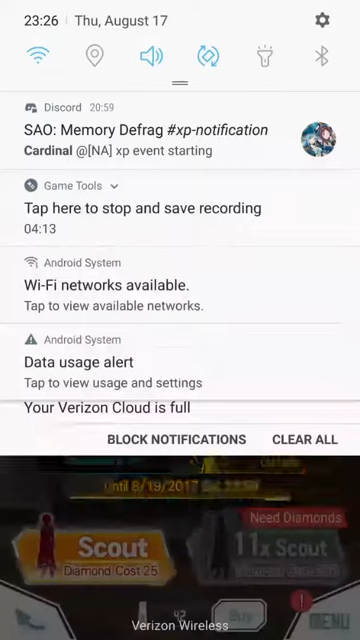 23:26 Thu, August 17
Discord 20:59
SAO: Memory Defrag #xp-notification
Cardinal @[NA] xp event starting
Game Tools
Tap here to stop and save recording
04:13
Android System
Wi-Fi networks available.
Tap to view available networks.
Android System
Data usage alert
Tap to view usage and settings
Your Verizon Cloud is full
BLOCK NOTIFICATIONS CLEAR ALL
Until 8/19/2017
Need Diamonds
Scout
11x Scout
Diamond Cost 25
Buy
!
MENU
Verizon Wireless